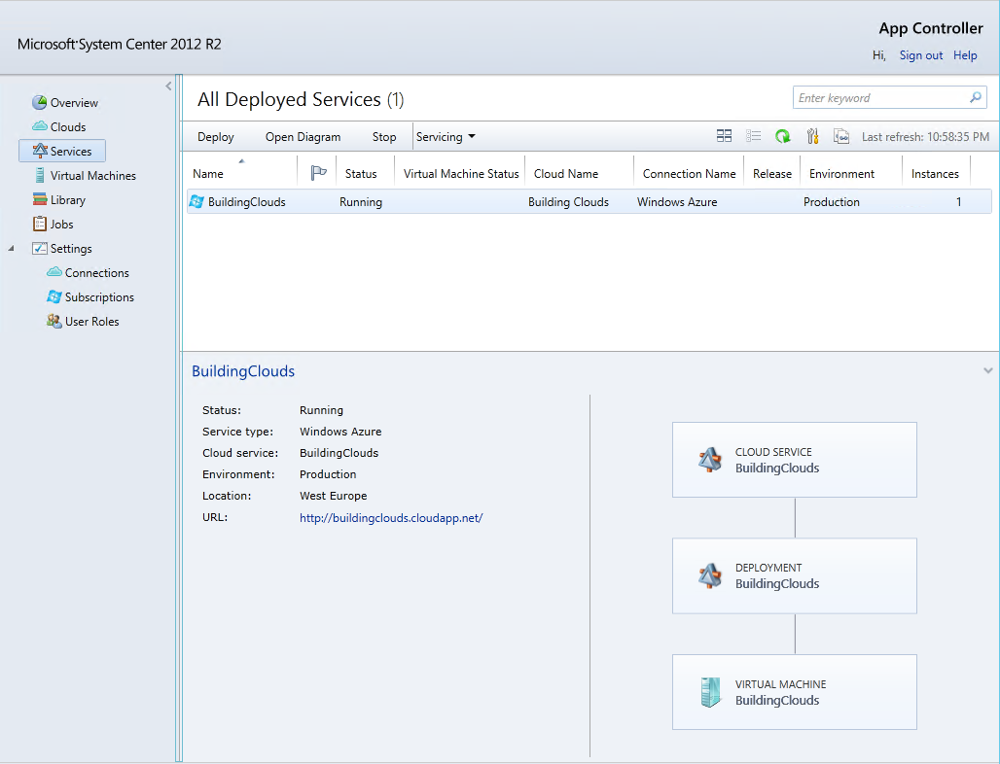 App Controller
Microsoft System Center 2012 R2
Hi, Sign out Help
Overview
Clouds
Services
Virtual Machines
Library
Jobs
Settings
Connections
Subscriptions
User Roles
All Deployed Services (1)
Enter keyword
Deploy Open Diagram Stop Servicing Last refresh: 10:58:35 PM
Name Status Virtual Machine Status Cloud Name Connection Name Release Environment Instances
BuildingClouds Running Building Clouds Windows Azure Production 1
BuildingClouds
Status: Running
Service type: Windows Azure
Cloud service: BuildingClouds
Environment: Production
Location: West Europe
URL: http://buildingclouds.cloudapp.net/
CLOUD SERVICE
BuildingClouds
DEPLOYMENT
BuildingClouds
VIRTUAL MACHINE
BuildingClouds